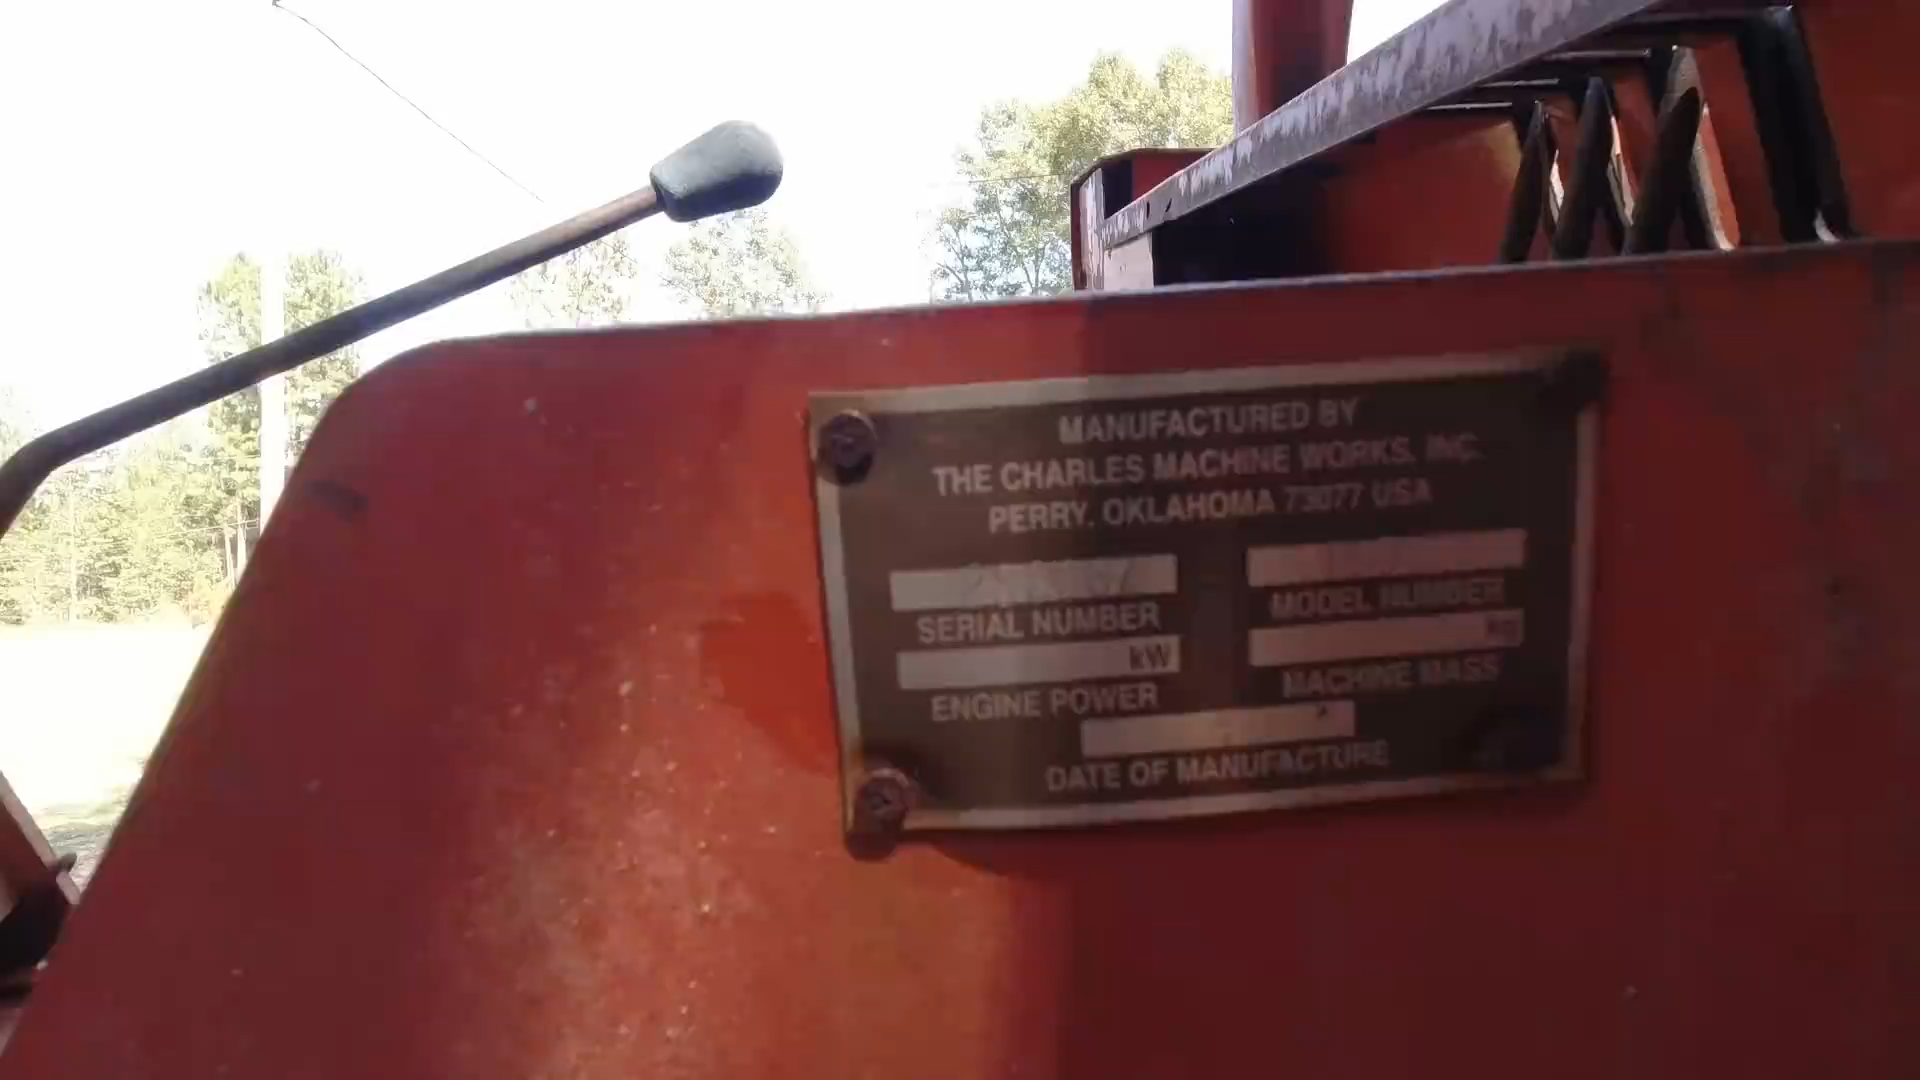 MANUFACTURED BY
THE CHARLES MACHINE WORKS, INC.
PERRY, OKLAHOMA 73077 USA
SERIAL NUMBER
MODEL NUMBER
kW
kg
ENGINE POWER
MACHINE MASS
DATE OF MANUFACTURE